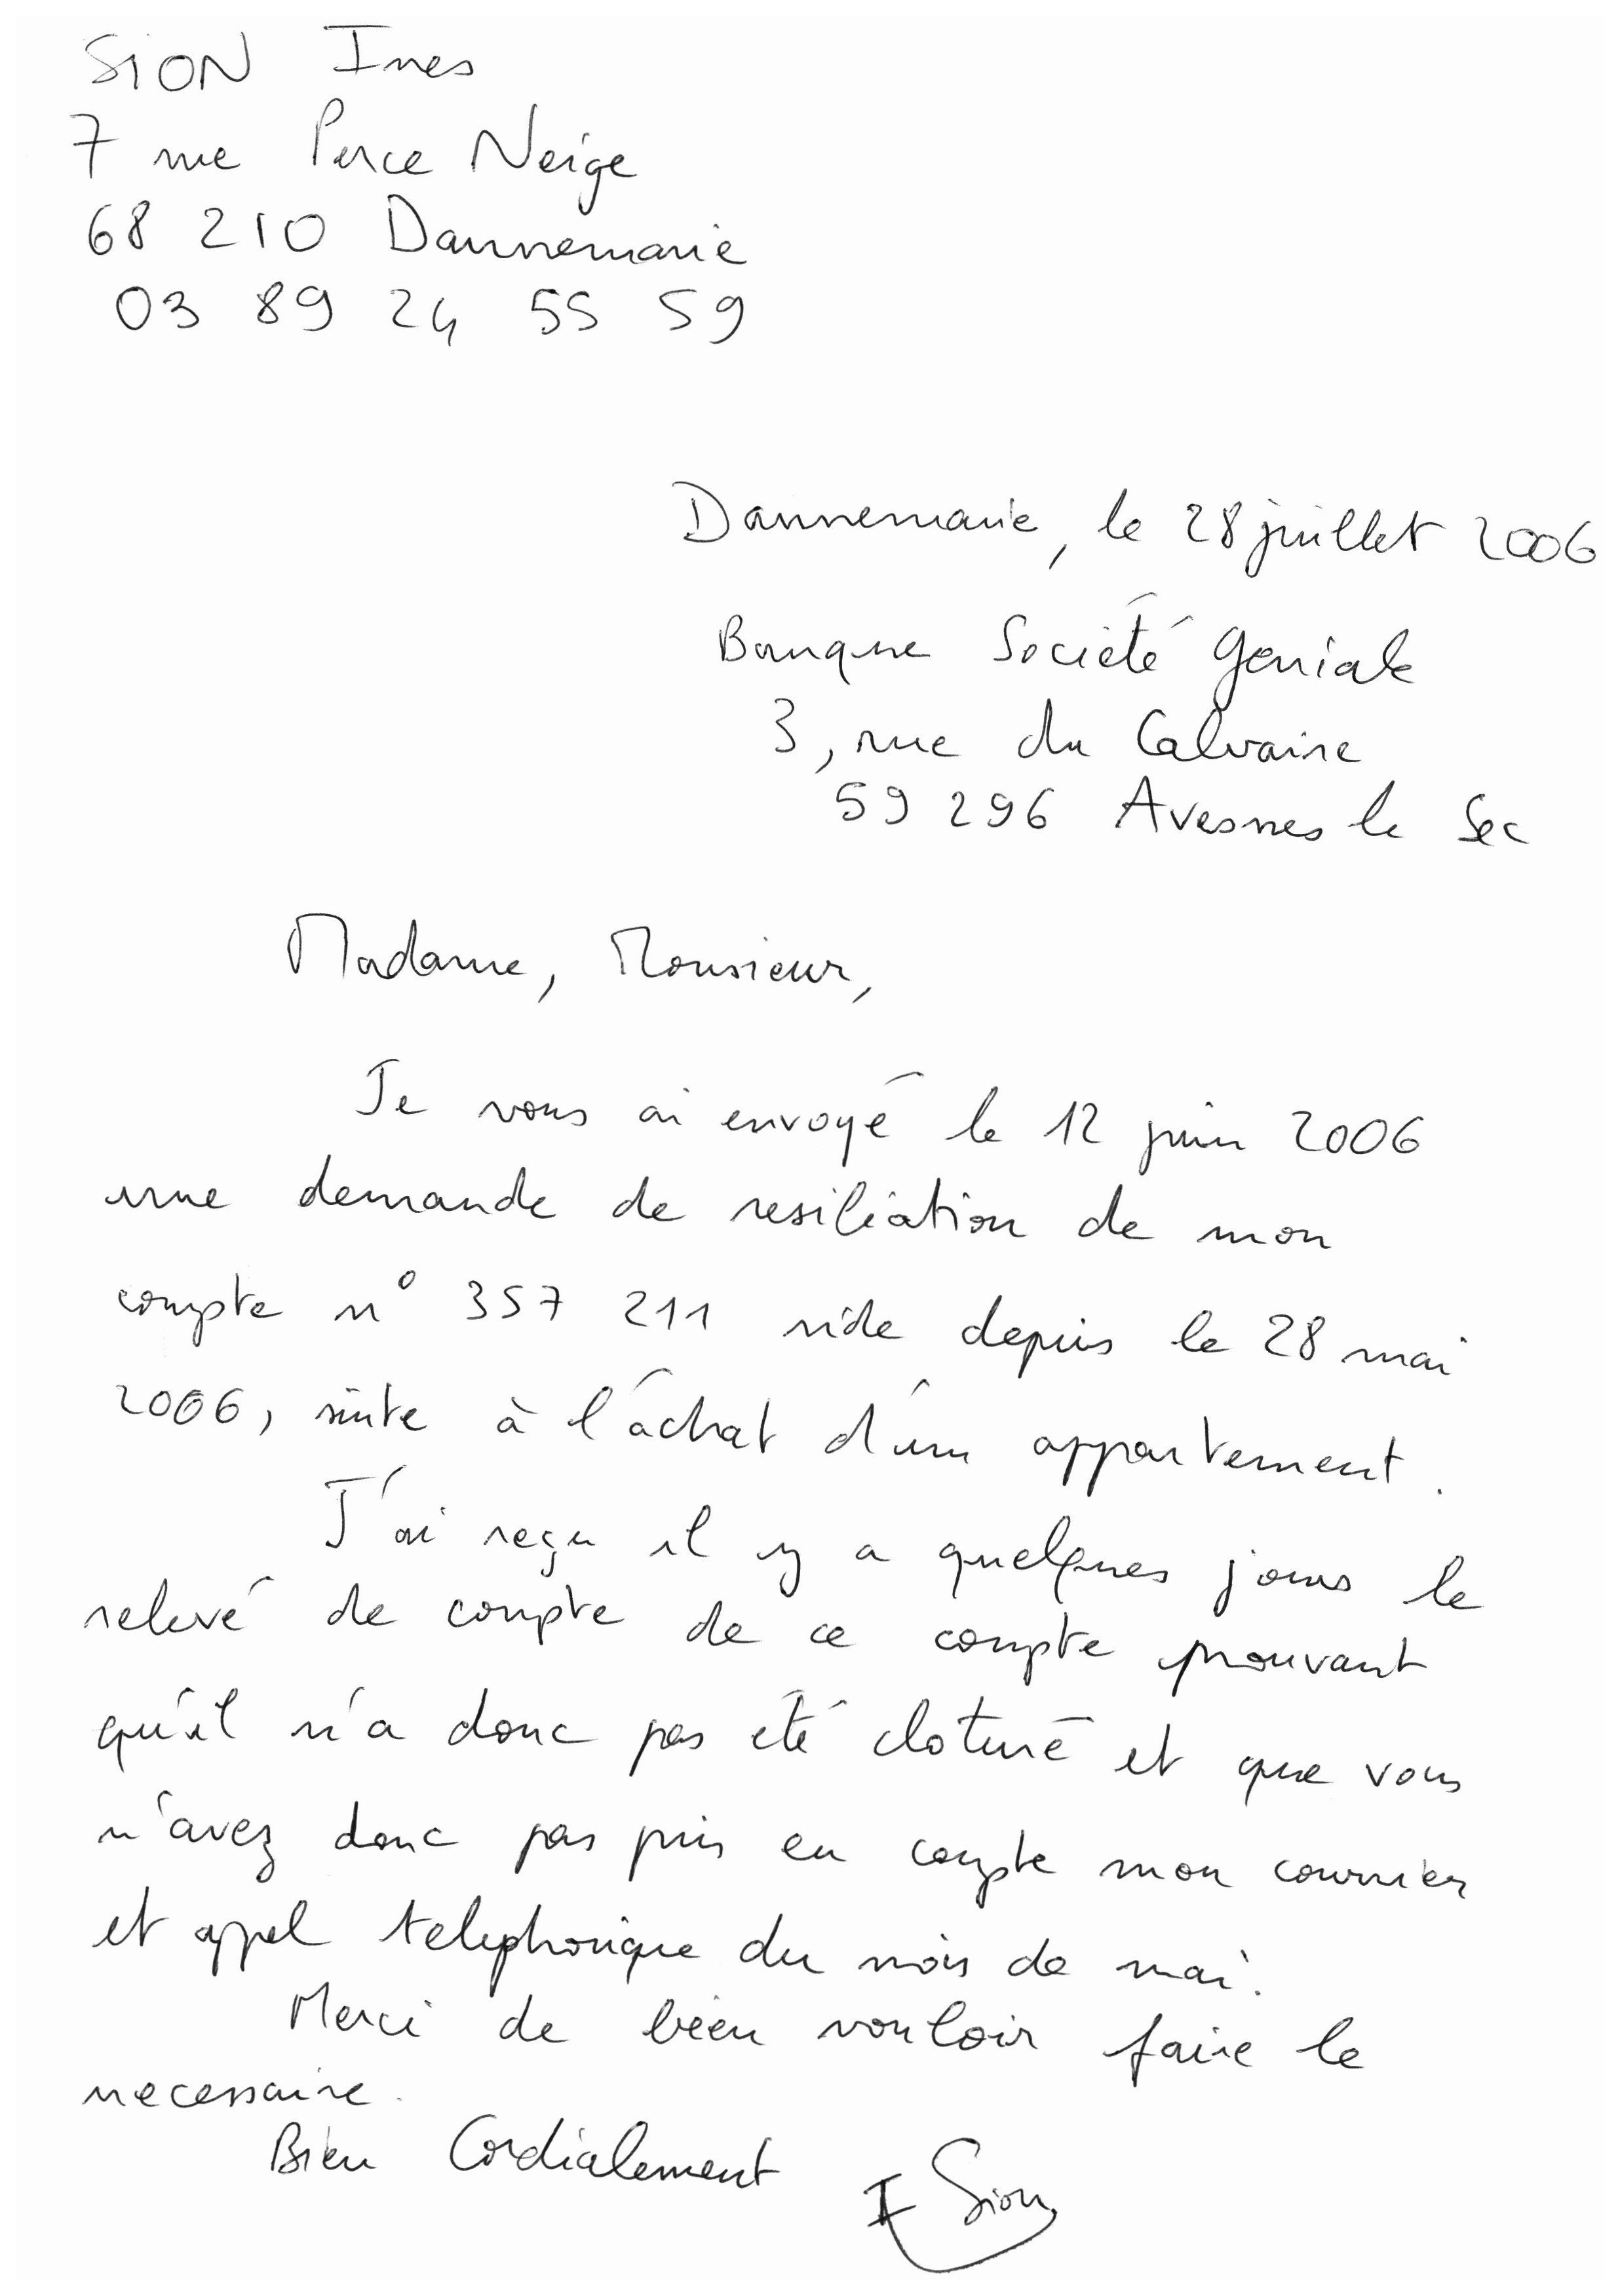 SION Ines
7 rue Perce Neige
68 210 Dannemarie
03 89 24 55 59
Dannemarie, le 28 juillet 2006
Banque Société Geniale
3, rue du Calvaire
59 296 Avesnes le Sec
Madame, Monsieur,
Je vous ai envoyé le 12 juin 2006
une demande de resiliation de mon
compte n° 357 211 vide depuis le 28 mai
2006, suite à l'achat d'un appartement.
J'ai reçu il y a quelques jours le
relevé de compte de ce compte prouvant
qu'il n'a donc pas été cloturé et que vous
n'avez donc pas pris en compte mon courrier
et appel telephonique du mois de mai.
Merci de bien vouloir faire le
necessaire.
Bien Cordialement
I Sion